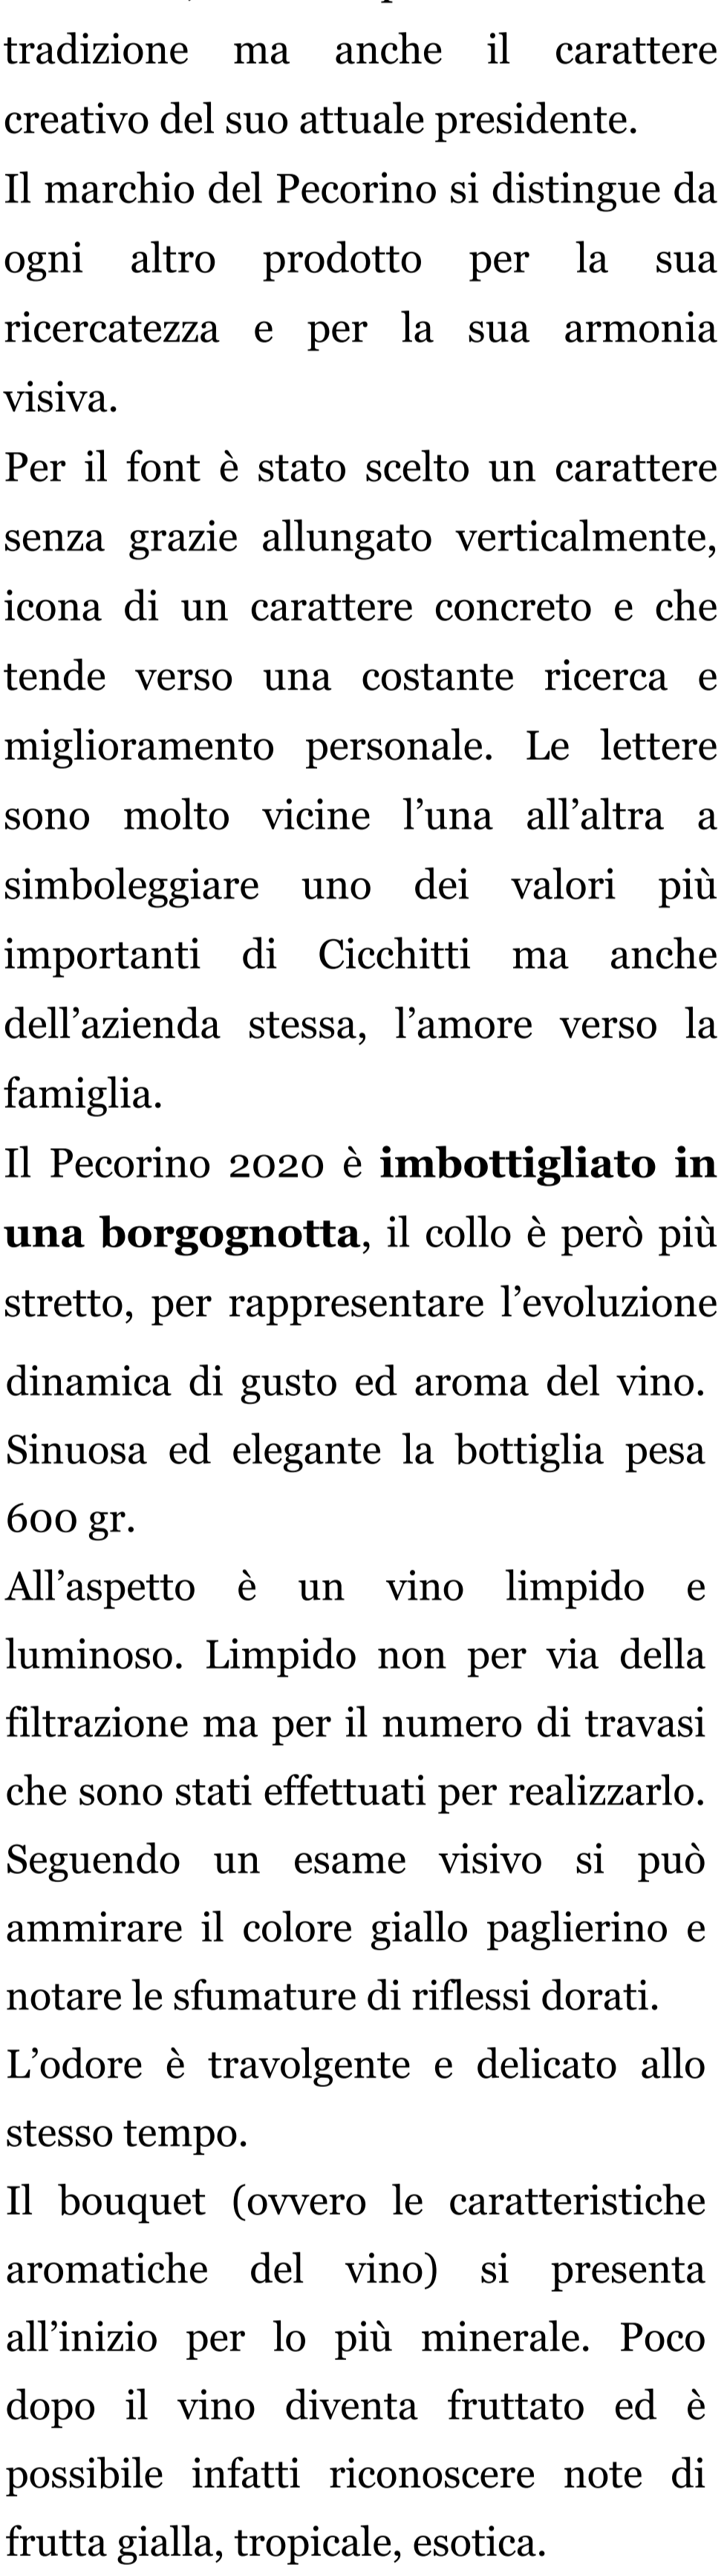 tradizione ma anche il carattere
creativo del suo attuale presidente.
Il marchio del Pecorino si distingue da
ogni altro prodotto per la sua
ricercatezza e per la sua armonia
visiva.
Per il font è stato scelto un carattere
senza grazie allungato verticalmente,
icona di un carattere concreto e che
tende verso una costante ricerca e
miglioramento personale. Le lettere
sono molto vicine l’una all’altra a
simboleggiare uno dei valori più
importanti di Cicchitti ma anche
dell’azienda stessa, l’amore verso la
famiglia.
Il Pecorino 2020 è imbottigliato in
una borgognotta, il collo è però più
stretto, per rappresentare l’evoluzione
dinamica di gusto ed aroma del vino.
Sinuosa ed elegante la bottiglia pesa
600 gr.
All’aspetto è un vino limpido e
luminoso. Limpido non per via della
filtrazione ma per il numero di travasi
che sono stati effettuati per realizzarlo.
Seguendo un esame visivo si può
ammirare il colore giallo paglierino e
notare le sfumature di riflessi dorati.
L’odore è travolgente e delicato allo
stesso tempo.
Il bouquet (ovvero le caratteristiche
aromatiche del vino) si presenta
all’inizio per lo più minerale. Poco
dopo il vino diventa fruttato ed è
possibile infatti riconoscere note di
frutta gialla, tropicale, esotica.